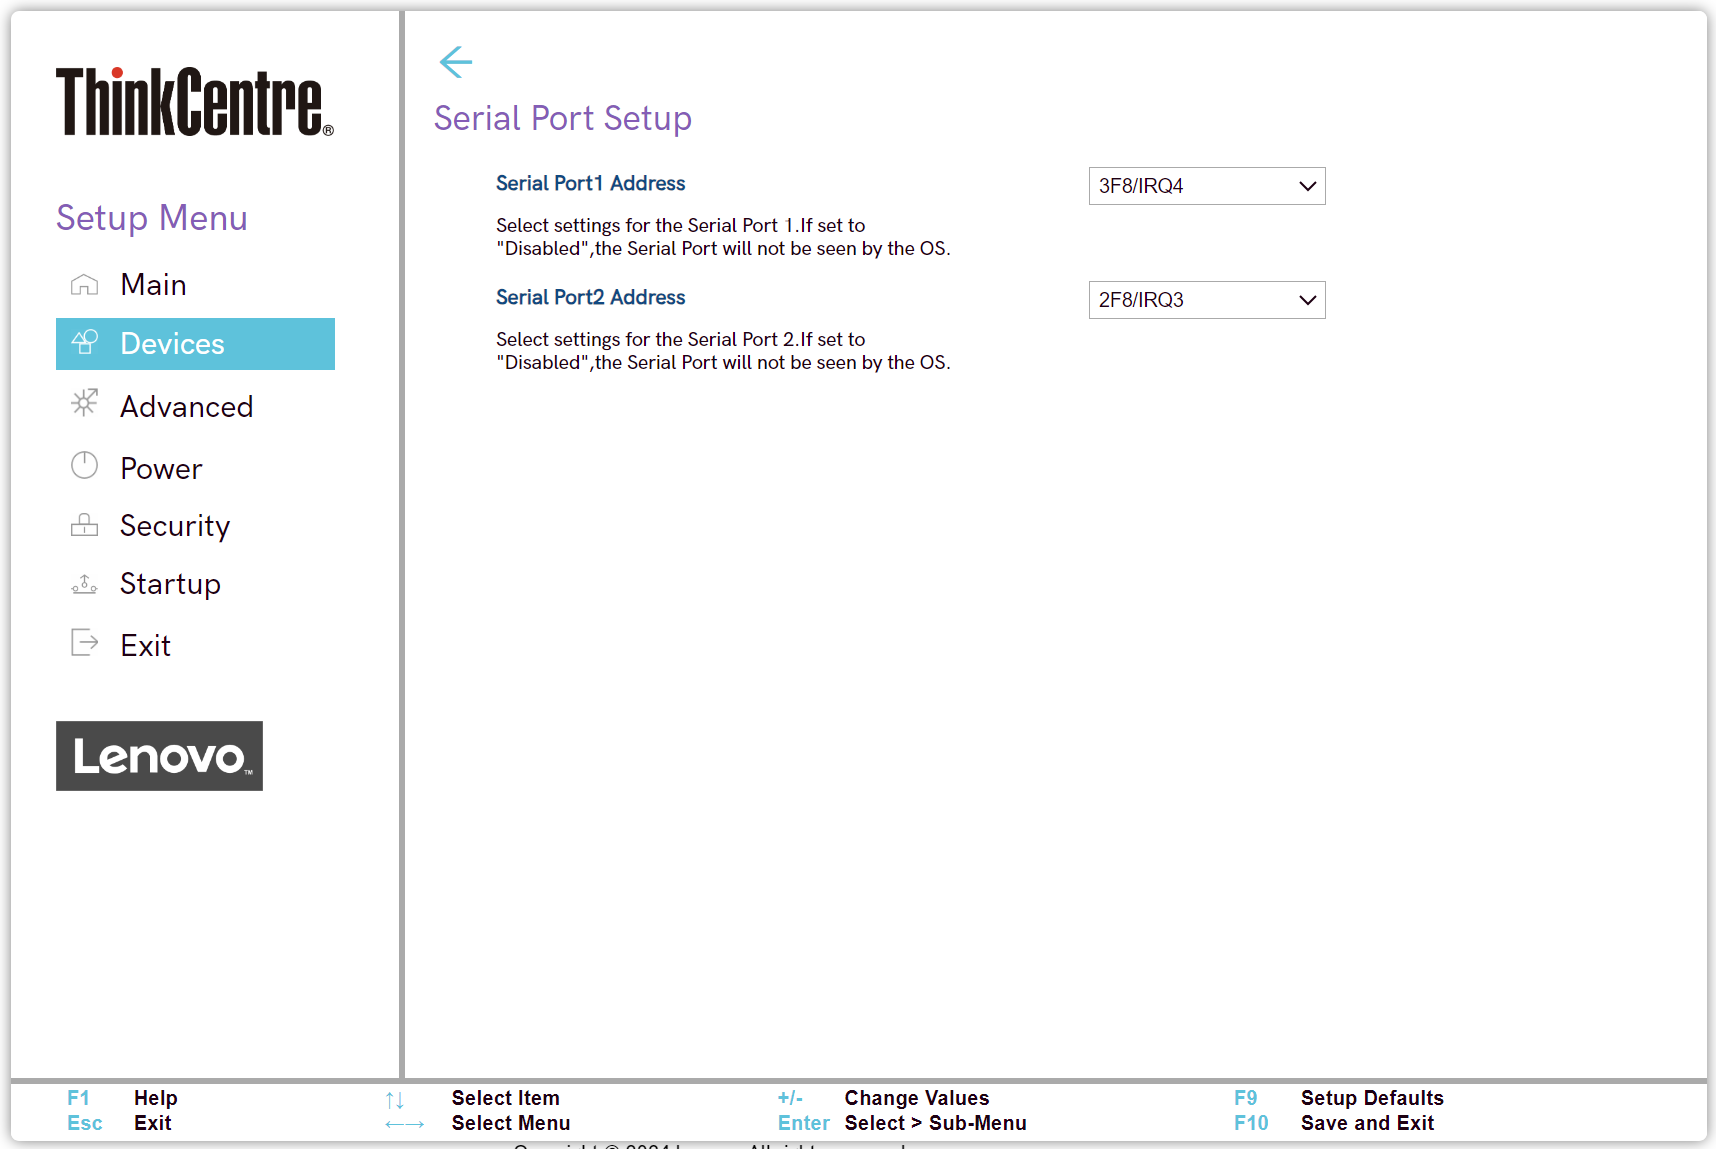 ThinkCentre®
Setup Menu
Main
Devices
Advanced
Power
Security
Startup
Exit
Lenovo™
Serial Port Setup
Serial Port1 Address
3F8/IRQ4
Select settings for the Serial Port 1.If set to
"Disabled",the Serial Port will not be seen by the OS.
Serial Port2 Address
2F8/IRQ3
Select settings for the Serial Port 2.If set to
"Disabled",the Serial Port will not be seen by the OS.
F1 Help ↑↓ Select Item +/- Change Values F9 Setup Defaults
Esc Exit ←→ Select Menu Enter Select > Sub-Menu F10 Save and Exit